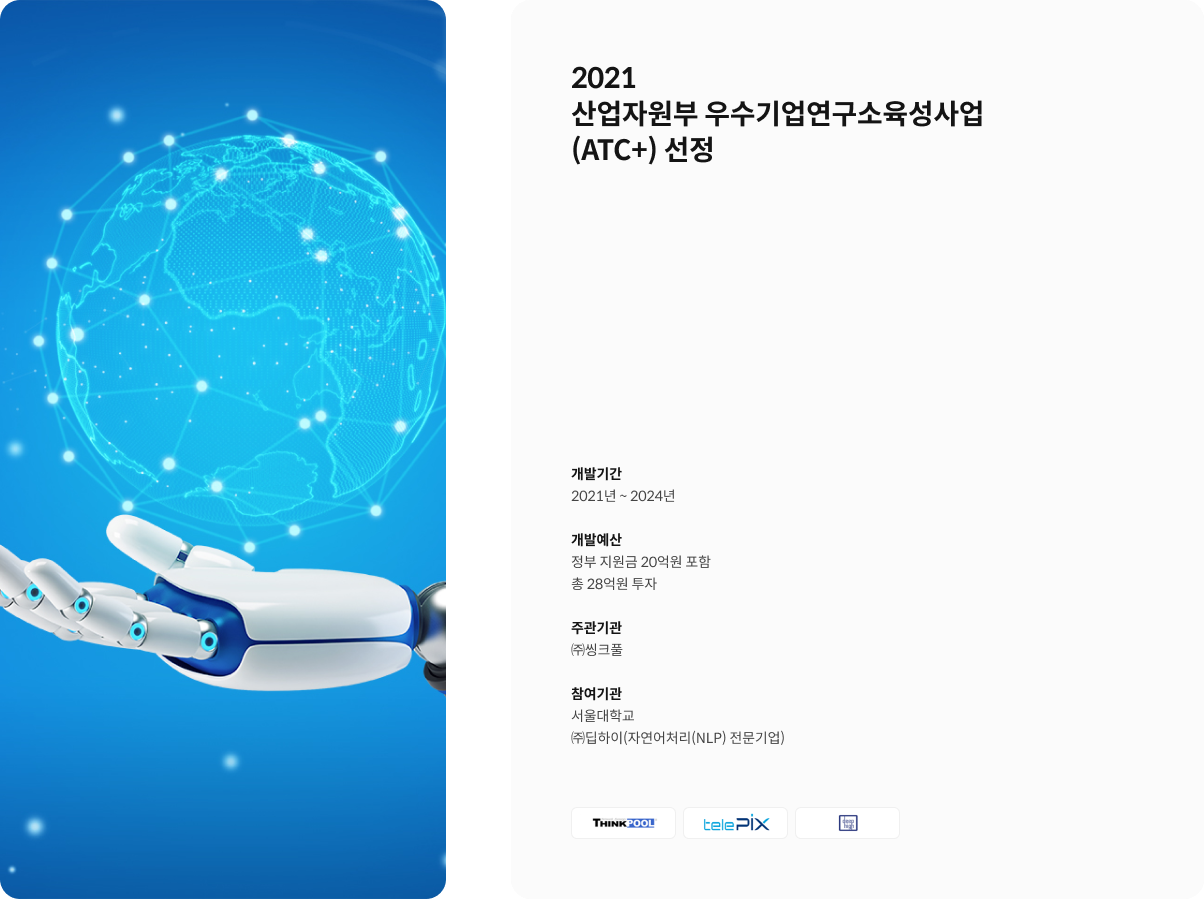 2021
산업자원부 우수기업연구소육성사업
(ATC+) 선정
개발기간
2021년 ~ 2024년
개발예산
정부 지원금 20억원 포함
총 28억원 투자
주관기관
㈜씽크풀
참여기관
서울대학교
㈜딥하이(자연어처리(NLP) 전문기업)
THINKPOOL telePIX deep high